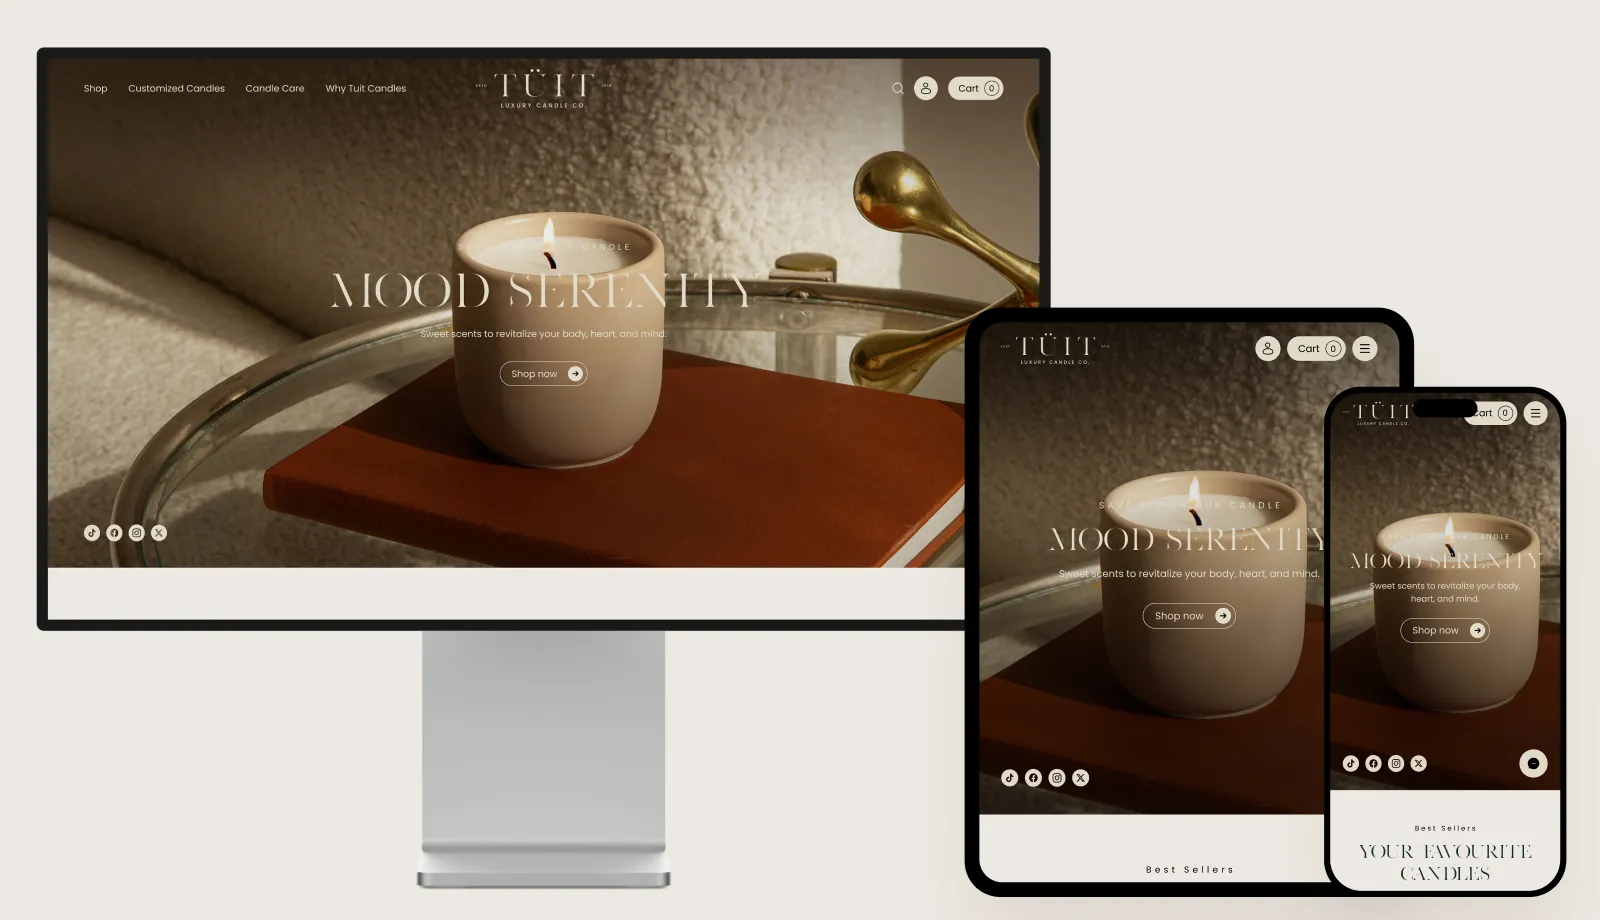 Shop Customized Candles Candle Care Why Tuit Candles
TÜIT
LUXURY CANDLE CO.
Cart 0
CANDLE
MOOD SERENITY
Sweet scents to revitalize your body, heart, and mind.
Shop now
TÜIT
LUXURY CANDLE CO.
Cart 0
CANDLE
MOOD SERENITY
Sweet scents to revitalize your body, heart, and mind.
Shop now
Best Sellers
TÜIT
LUXURY CANDLE CO.
Cart 0
CANDLE
MOOD SERENITY
Sweet scents to revitalize your body,
heart, and mind.
Shop now
Best Sellers
YOUR FAVOURITE
CANDLES